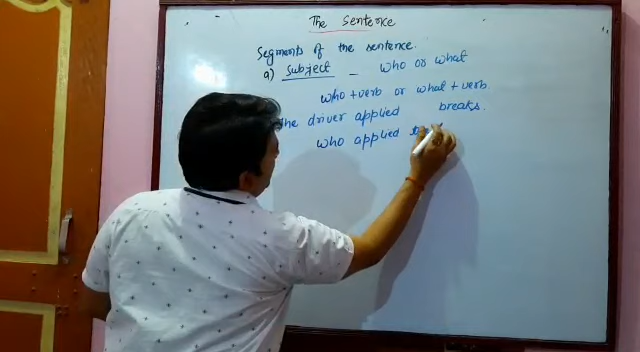 The Sentence
Segments of the sentence.
a) Subject - who or what
who + verb or what + verb
The driver applied breaks.
who applied